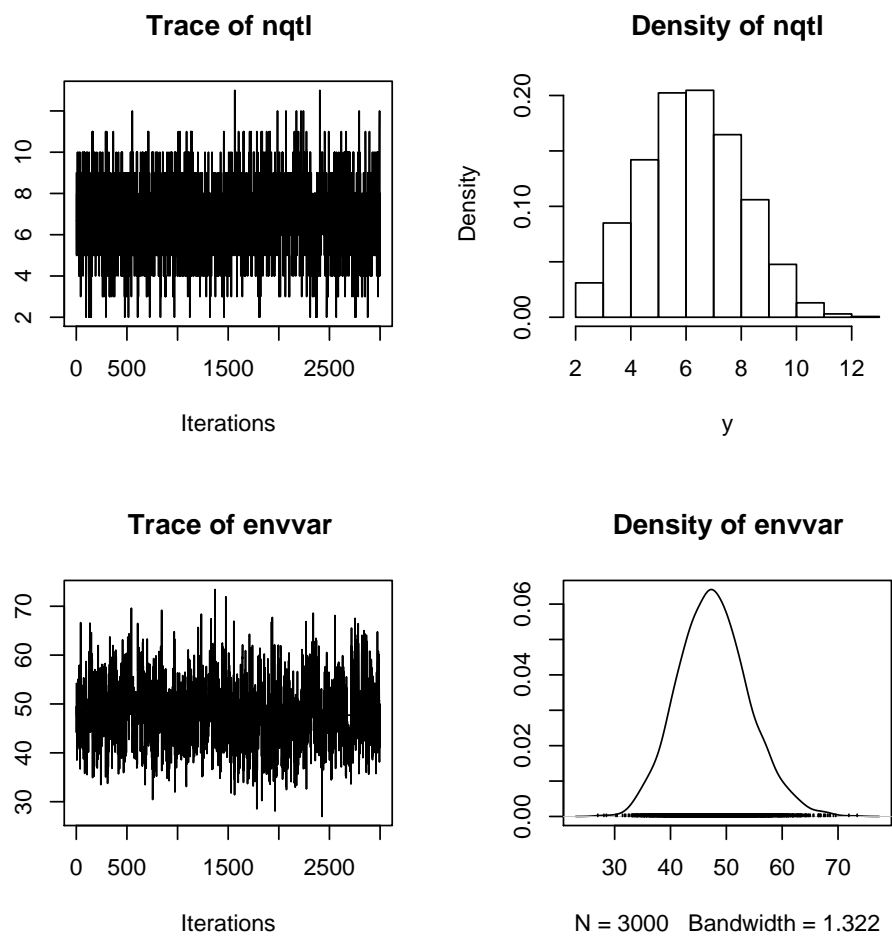 Trace of nqtl
2 4 6 8 10
0 500 1500 2500
Iterations
Density of nqtl
Density
0.00 0.10 0.20
2 4 6 8 10 12
y
Trace of envvar
30 40 50 60 70
0 500 1500 2500
Iterations
Density of envvar
0.00 0.02 0.04 0.06
30 40 50 60 70
N = 3000 Bandwidth = 1.322